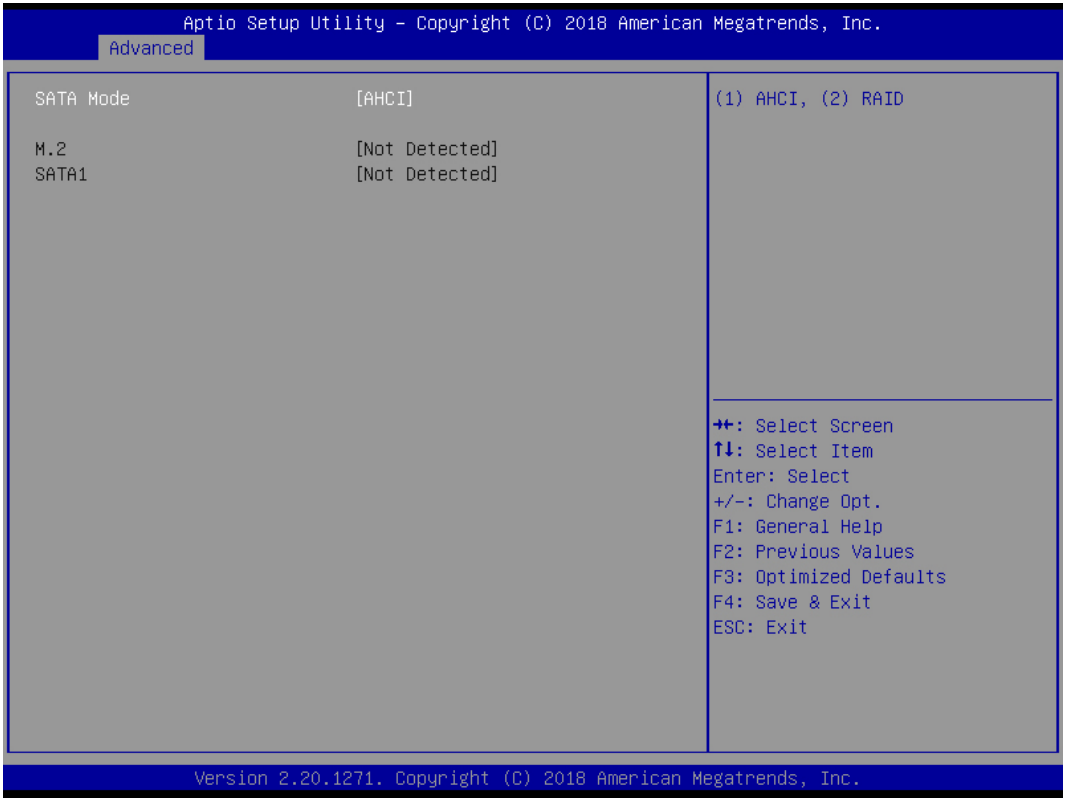 Aptio Setup Utility – Copyright (C) 2018 American Megatrends, Inc.
Advanced
SATA Mode [AHCI]
M.2 [Not Detected]
SATA1 [Not Detected]
(1) AHCI, (2) RAID
→←: Select Screen
↑↓: Select Item
Enter: Select
+/-: Change Opt.
F1: General Help
F2: Previous Values
F3: Optimized Defaults
F4: Save & Exit
ESC: Exit
Version 2.20.1271. Copyright (C) 2018 American Megatrends, Inc.